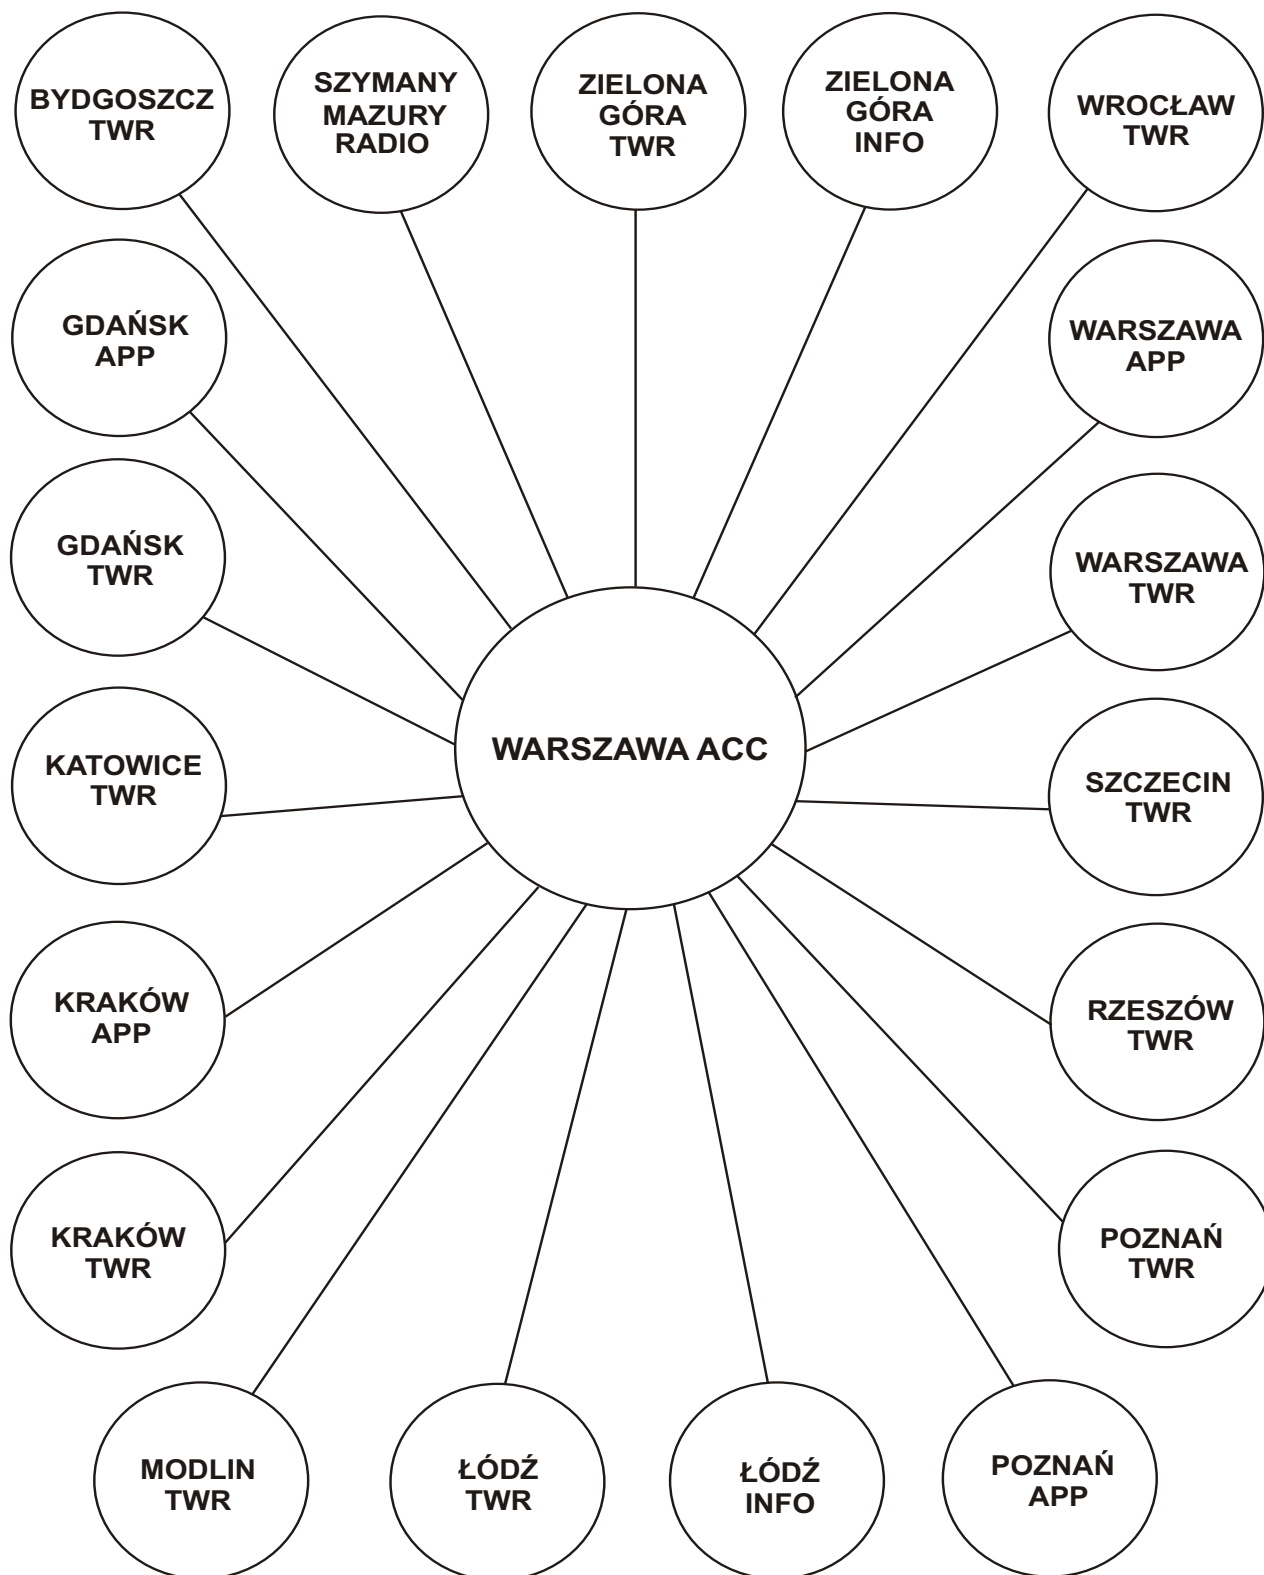 BYDGOSZCZ
TWR
SZYMANY
MAZURY
RADIO
ZIELONA
GÓRA
TWR
ZIELONA
GÓRA
INFO
WROCŁAW
TWR
GDAŃSK
APP
WARSZAWA
APP
GDAŃSK
TWR
WARSZAWA
TWR
KATOWICE
TWR
WARSZAWA ACC
SZCZECIN
TWR
KRAKÓW
APP
RZESZÓW
TWR
KRAKÓW
TWR
POZNAŃ
TWR
MODLIN
TWR
ŁÓDŹ
TWR
ŁÓDŹ
INFO
POZNAŃ
APP